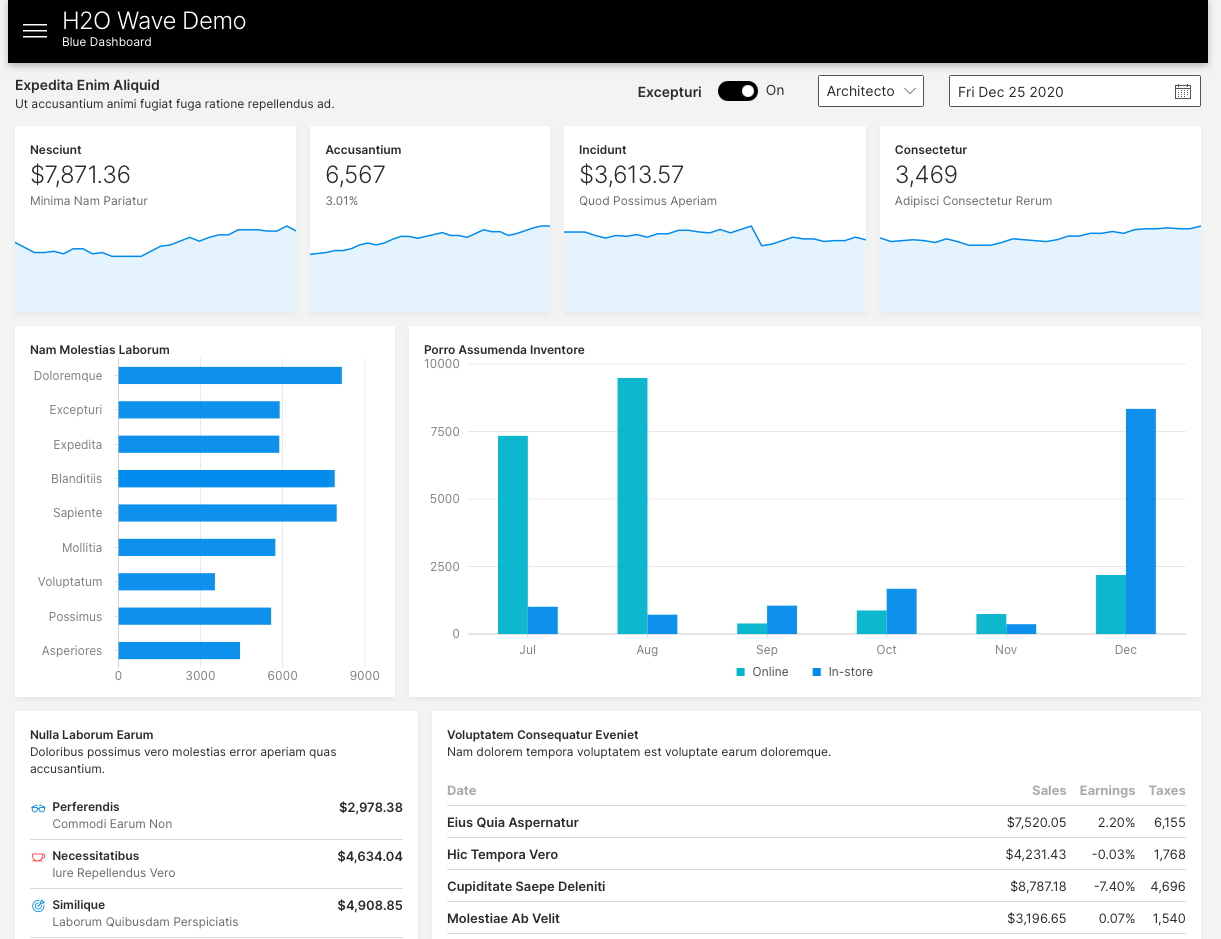 H2O Wave Demo
Blue Dashboard
Expedita Enim Aliquid
Ut accusantium animi fugiat fuga ratione repellendus ad.
Excepturi On Architecto Fri Dec 25 2020
Nesciunt
$7,871.36
Minima Nam Pariatur
Accusantium
6,567
3.01%
Incidunt
$3,613.57
Quod Possimus Aperiam
Consectetur
3,469
Adipisci Consectetur Rerum
Nam Molestias Laborum
Doloremque
Excepturi
Expedita
Blanditiis
Sapiente
Mollitia
Voluptatum
Possimus
Asperiores
0 3000 6000 9000
Porro Assumenda Inventore
10000
7500
5000
2500
0
Jul Aug Sep Oct Nov Dec
Online In-store
Nulla Laborum Earum
Doloribus possimus vero molestias error aperiam quas
accusantium.
Perferendis $2,978.38
Commodi Earum Non
Necessitatibus $4,634.04
Iure Repellendus Vero
Similique $4,908.85
Laborum Quibusdam Perspiciatis
Voluptatem Consequatur Eveniet
Nam dolorem tempora voluptatem est voluptate earum doloremque.
Date Sales Earnings Taxes
Eius Quia Aspernatur $7,520.05 2.20% 6,155
Hic Tempora Vero $4,231.43 -0.03% 1,768
Cupiditate Saepe Deleniti $8,787.18 -7.40% 4,696
Molestiae Ab Velit $3,196.65 0.07% 1,540